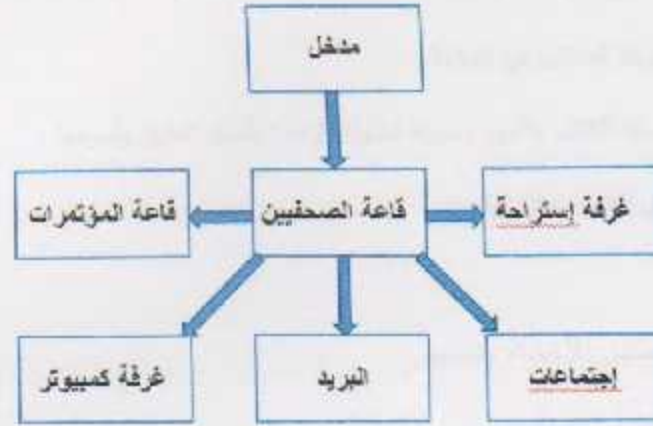 مدخل
غرفة إستراحة
قاعة الصحفيين
قاعة المؤتمرات
إجتماعات
البريد
غرفة كمبيوتر